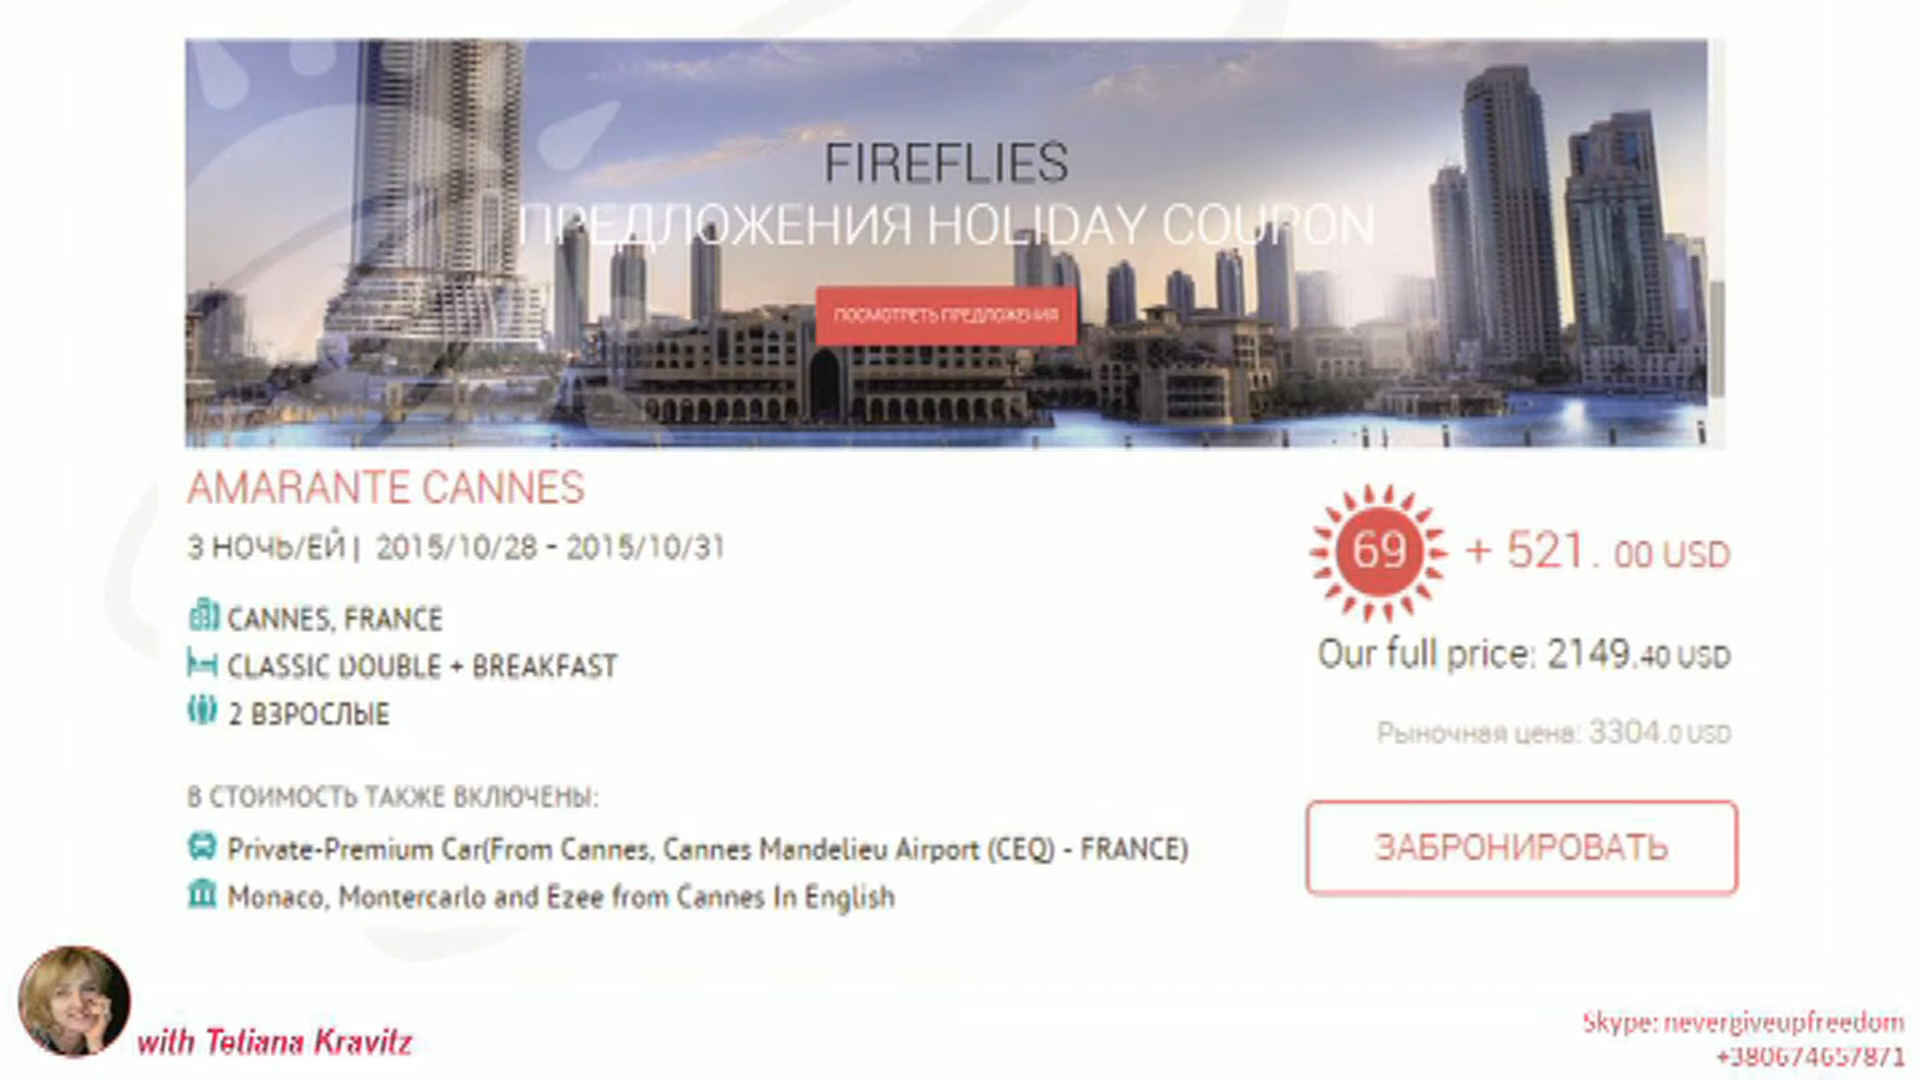 FIREFLIES
ПРЕДЛОЖЕНИЯ HOLIDAY COUPON
ПОСМОТРЕТЬ ПРЕДЛОЖЕНИЯ
AMARANTE CANNES
3 НОЧЬ/ЕЙ | 2015/10/28 - 2015/10/31
CANNES, FRANCE
CLASSIC DOUBLE + BREAKFAST
2 ВЗРОСЛЫЕ
В СТОИМОСТЬ ТАКЖЕ ВКЛЮЧЕНЫ:
Private-Premium Car(From Cannes, Cannes Mandelieu Airport (CEQ) - FRANCE)
Monaco, Montercarlo and Ezee from Cannes In English
69 + 521. 00 USD
Our full price: 2149.40 USD
Рыночная цена: 3304.0 USD
ЗАБРОНИРОВАТЬ
with Tetiana Kravitz
Skype: nevergiveupfreedom
+380674657871